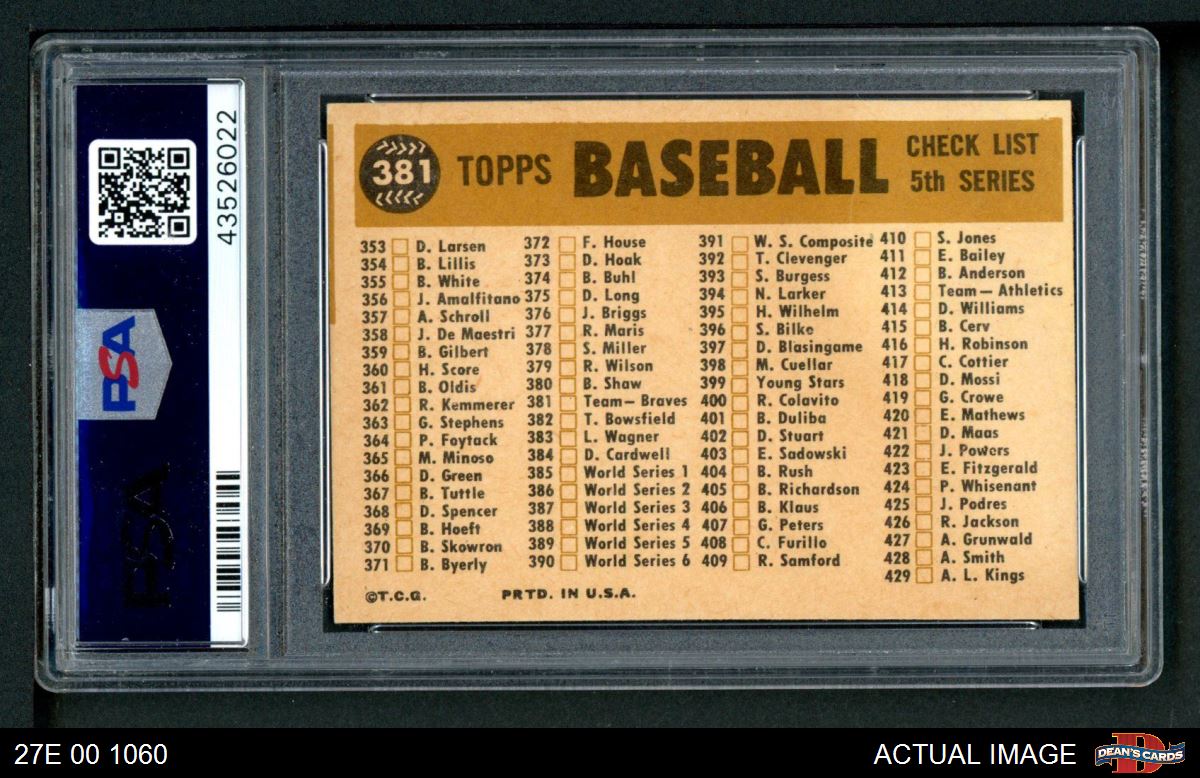 43526022
PSA
PSA
381
TOPPS BASEBALL
CHECK LIST
5th SERIES
353 D. Larsen
354 B. Lillis
355 B. White
356 J. Amalfitano
357 A. Schroll
358 J. De Maestri
359 B. Gilbert
360 H. Score
361 B. Oldis
362 R. Kemmerer
363 G. Stephens
364 P. Foytack
365 M. Minoso
366 D. Green
367 B. Tuttle
368 D. Spencer
369 B. Hoeft
370 B. Skowron
371 B. Byerly
372 F. House
373 D. Hoak
374 B. Buhl
375 D. Long
376 J. Briggs
377 R. Maris
378 S. Miller
379 R. Wilson
380 B. Shaw
381 Team—Braves
382 T. Bowsfield
383 L. Wagner
384 D. Cardwell
385 World Series 1
386 World Series 2
387 World Series 3
388 World Series 4
389 World Series 5
390 World Series 6
391 W. S. Composite
392 T. Clevenger
393 S. Burgess
394 N. Larker
395 H. Wilhelm
396 S. Bilko
397 D. Blasingame
398 M. Cuellar
399 Young Stars
400 R. Colavito
401 B. Duliba
402 D. Stuart
403 E. Sadowski
404 B. Rush
405 B. Richardson
406 B. Klaus
407 G. Peters
408 C. Furillo
409 R. Samford
410 S. Jones
411 E. Bailey
412 B. Anderson
413 Team—Athletics
414 D. Williams
415 B. Cerv
416 H. Robinson
417 C. Cottier
418 D. Mossi
419 G. Crowe
420 E. Mathews
421 D. Maas
422 J. Powers
423 E. Fitzgerald
424 P. Whisenant
425 J. Podres
426 R. Jackson
427 A. Grunwald
428 A. Smith
429 A. L. Kings
©T.C.G. PRTD. IN U.S.A.
27E 00 1060
ACTUAL IMAGE
DEAN'S CARDS